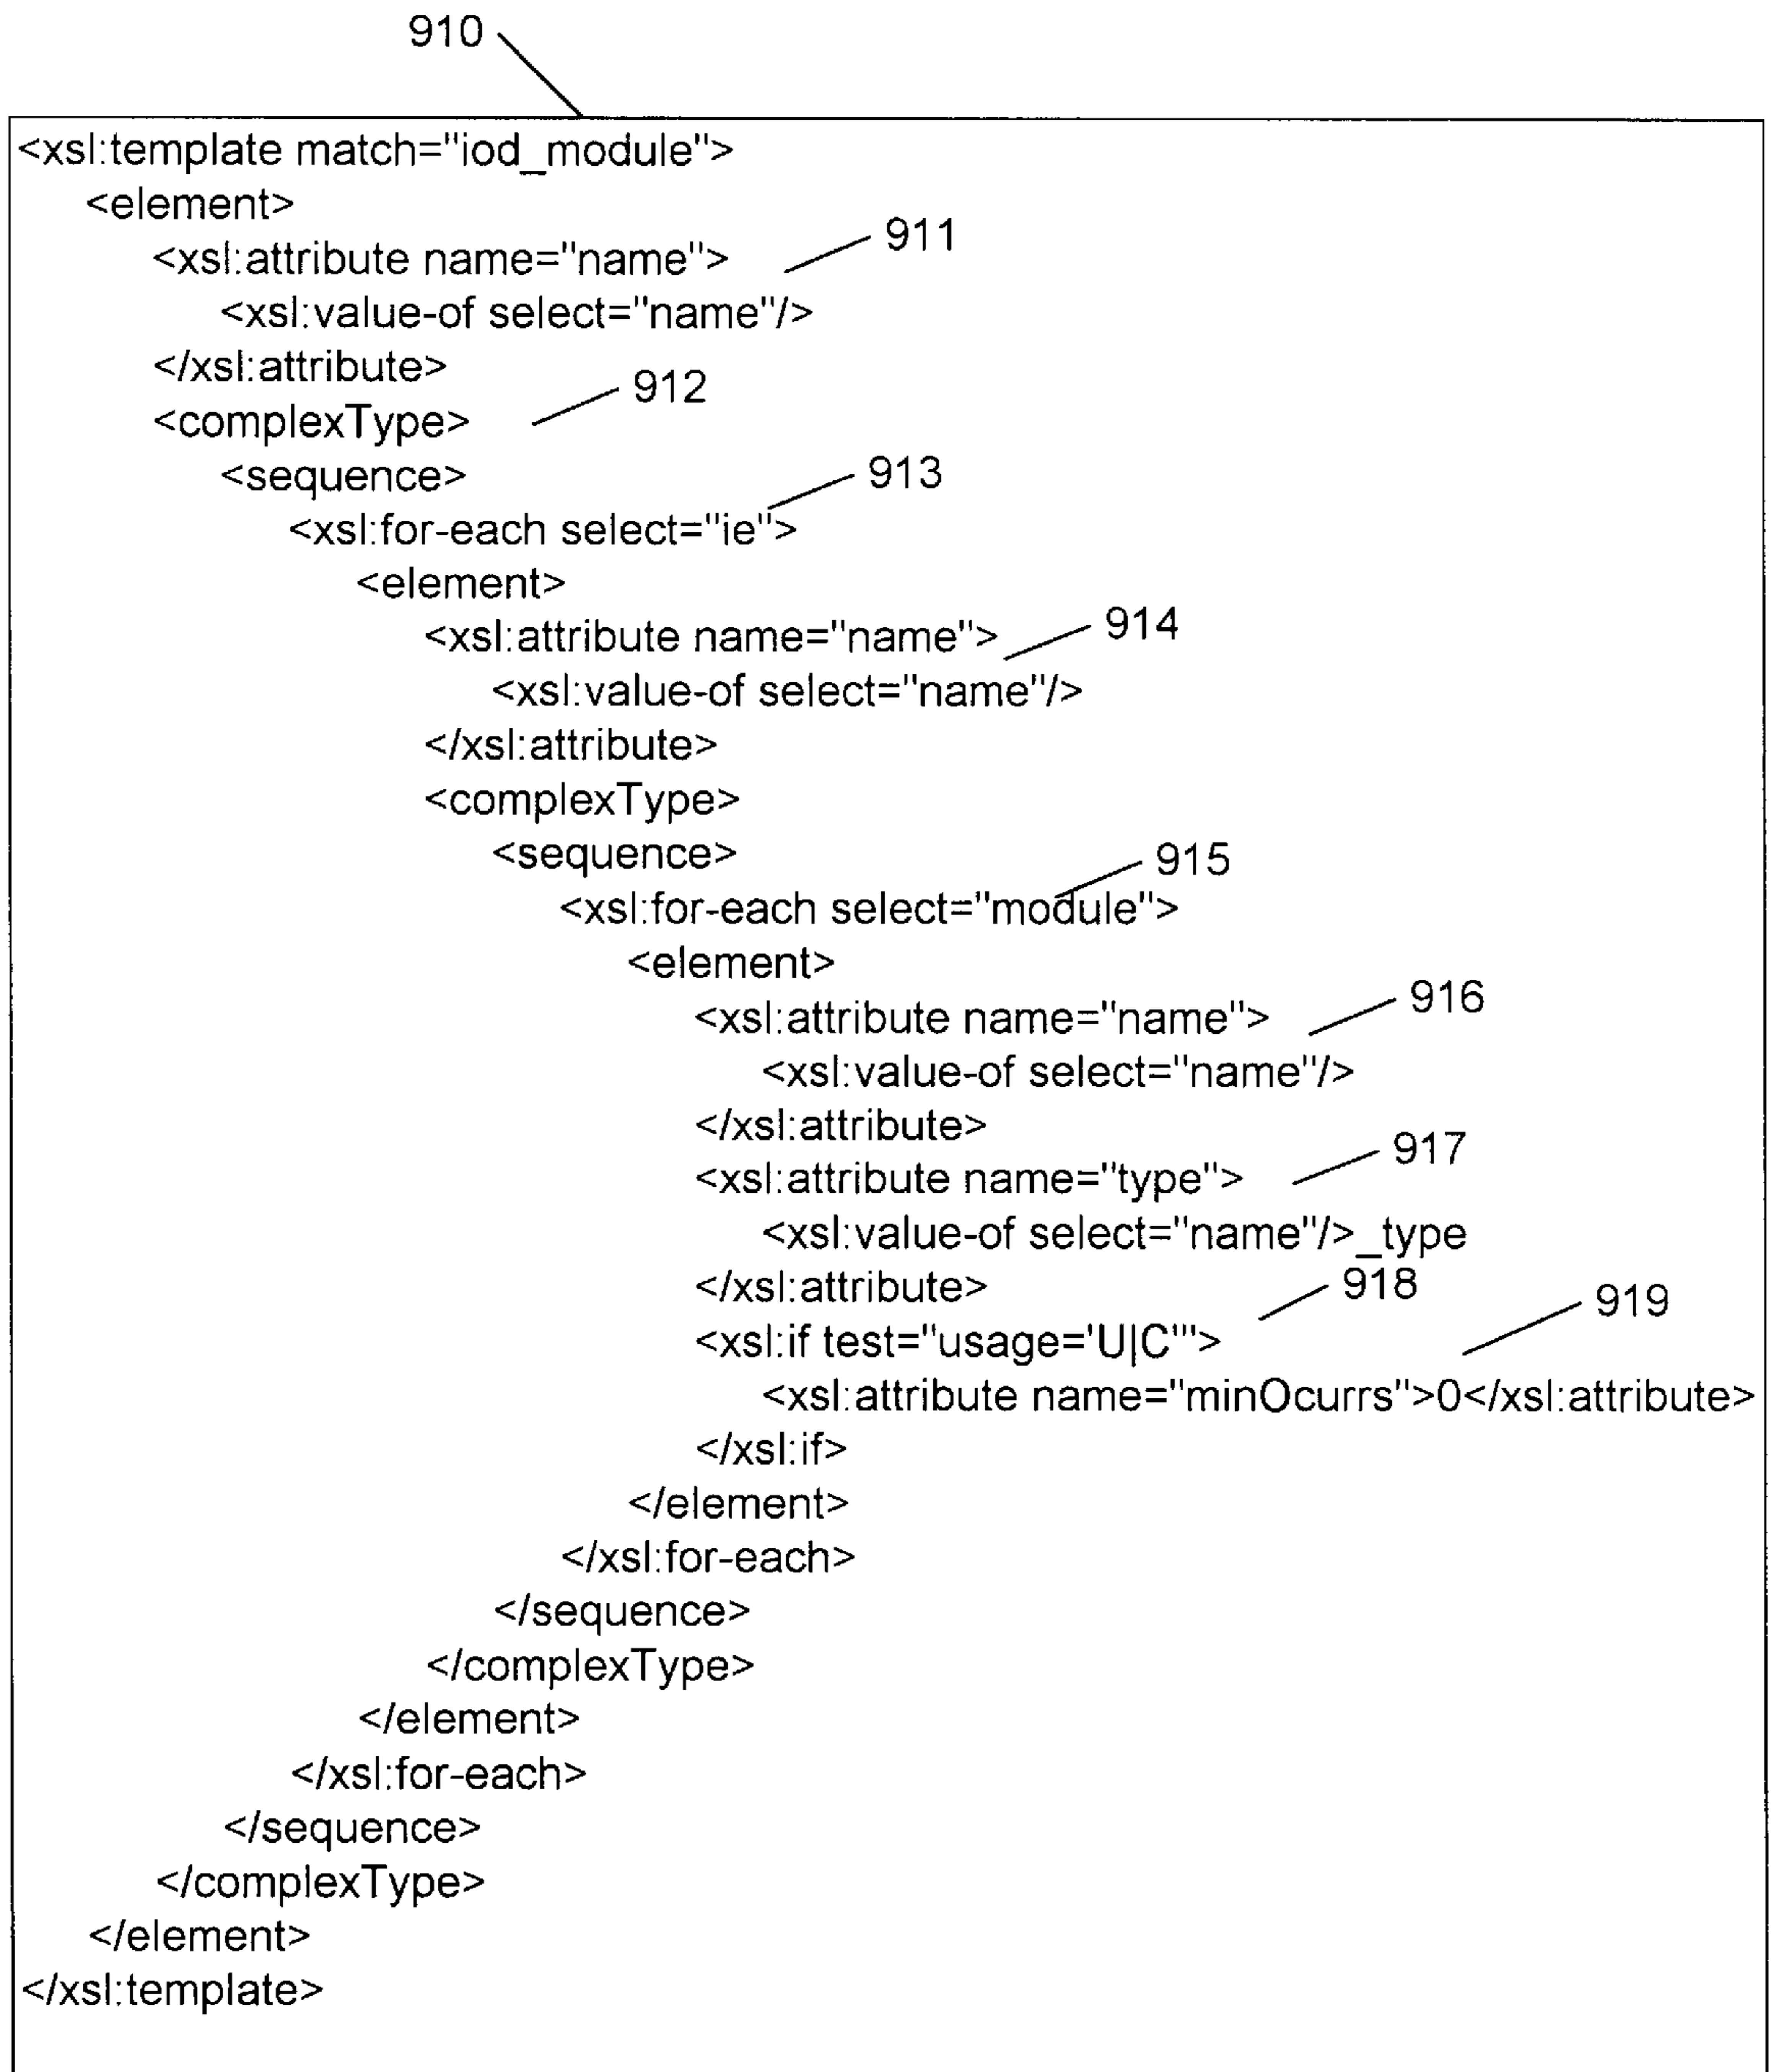 910
<xsl:template match="iod_module">
<element>
<xsl:attribute name="name"> 911
<xsl:value-of select="name"/>
</xsl:attribute>
912
<complexType>
<sequence> 913
<xsl:for-each select="ie">
<element>
<xsl:attribute name="name"> 914
<xsl:value-of select="name"/>
</xsl:attribute>
<complexType>
<sequence> 915
<xsl:for-each select="module">
<element>
<xsl:attribute name="name"> 916
<xsl:value-of select="name"/>
</xsl:attribute>
<xsl:attribute name="type"> 917
<xsl:value-of select="name"/>_type
</xsl:attribute> 918
919
<xsl:if test="usage='U|C'">
<xsl:attribute name="minOcurrs">0</xsl:attribute>
</xsl:if>
</element>
</xsl:for-each>
</sequence>
</complexType>
</element>
</xsl:for-each>
</sequence>
</complexType>
</element>
</xsl:template>